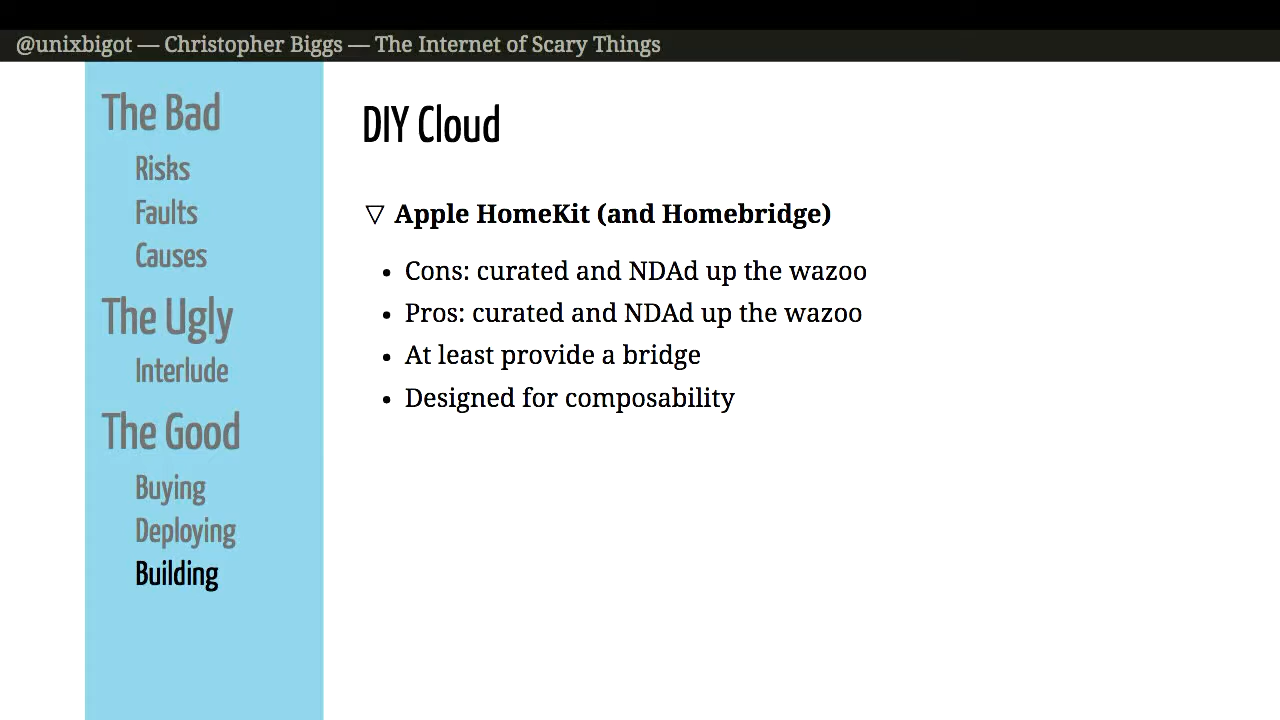 @unixbigot — Christopher Biggs — The Internet of Scary Things
The Bad
Risks
Faults
Causes
The Ugly
Interlude
The Good
Buying
Deploying
Building
DIY Cloud
▽ Apple HomeKit (and Homebridge)
• Cons: curated and NDAd up the wazoo
• Pros: curated and NDAd up the wazoo
• At least provide a bridge
• Designed for composability